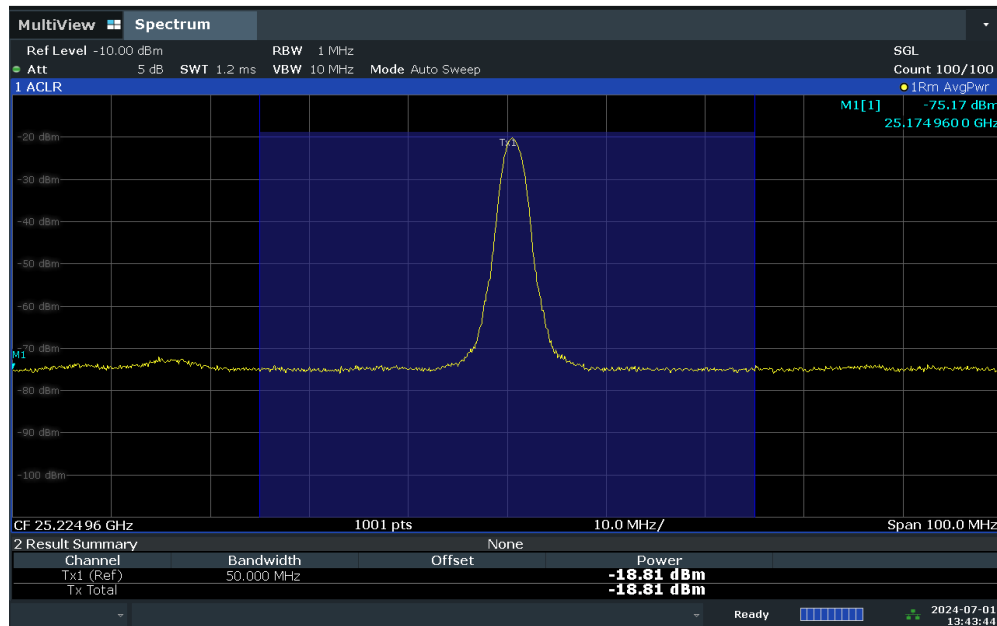 MultiView Spectrum
Ref Level -10.00 dBm RBW 1 MHz SGL
Att 5 dB SWT 1.2 ms VBW 10 MHz Mode Auto Sweep Count 100/100
1 ACLR 1Rm AvgPwr
M1[1] -75.17 dBm
25.1749600 GHz
Tx1
-20 dBm
-30 dBm
-40 dBm
-50 dBm
-60 dBm
M1
-70 dBm
-80 dBm
-90 dBm
-100 dBm
CF 25.22496 GHz 1001 pts 10.0 MHz/ Span 100.0 MHz
2 Result Summary None
Channel Bandwidth Offset Power
Tx1 (Ref) 50.000 MHz -18.81 dBm
Tx Total -18.81 dBm
Ready 2024-07-01
13:43:44